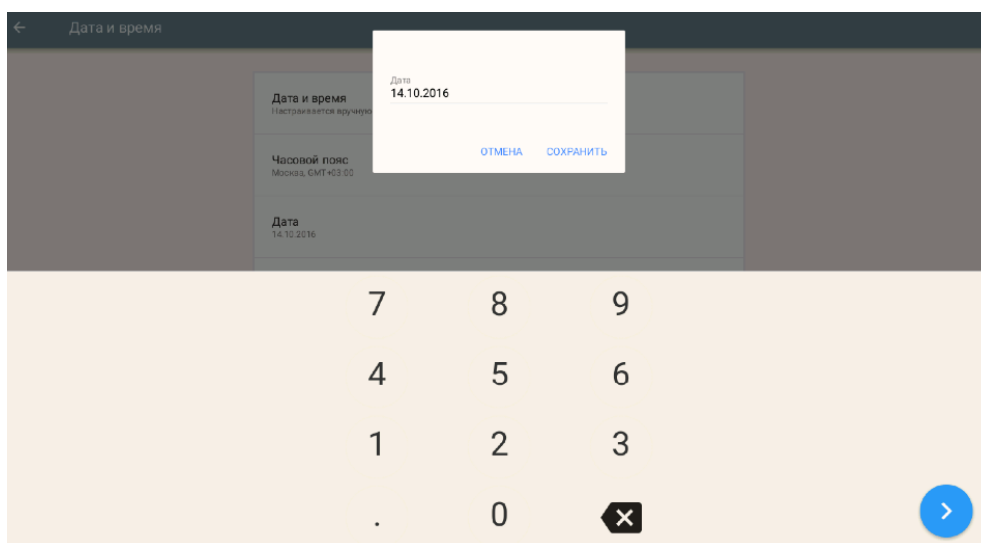 Дата и время
Дата
14.10.2016
ОТМЕНА СОХРАНИТЬ
Дата и время
Настраивается вручную
Часовой пояс
Москва, GMT+03:00
Дата
14.10.2016
7 8 9
4 5 6
1 2 3
. 0